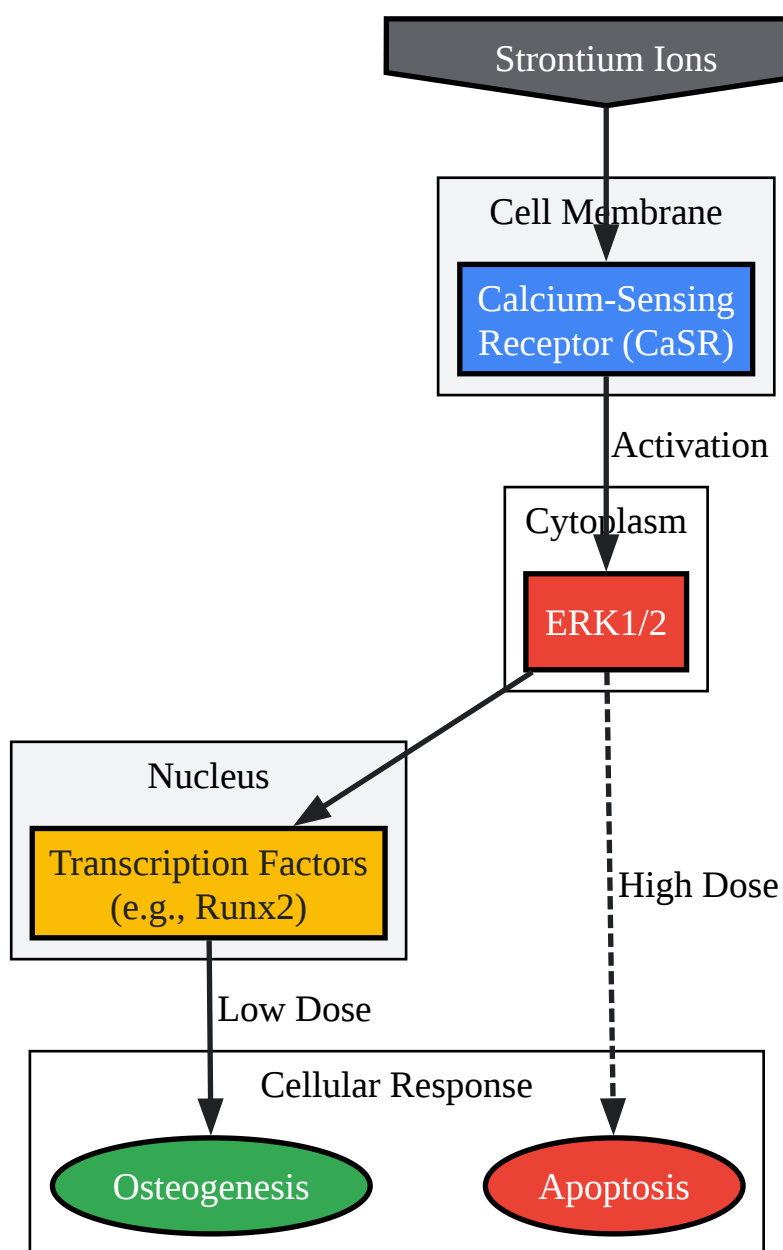 Strontium Ions
Cell Membrane
Calcium-Sensing
Receptor (CaSR)
Activation
Cytoplasm
ERK1/2
Nucleus
Transcription Factors
(e.g., Runx2)
High Dose
Low Dose
Cellular Response
Osteogenesis
Apoptosis